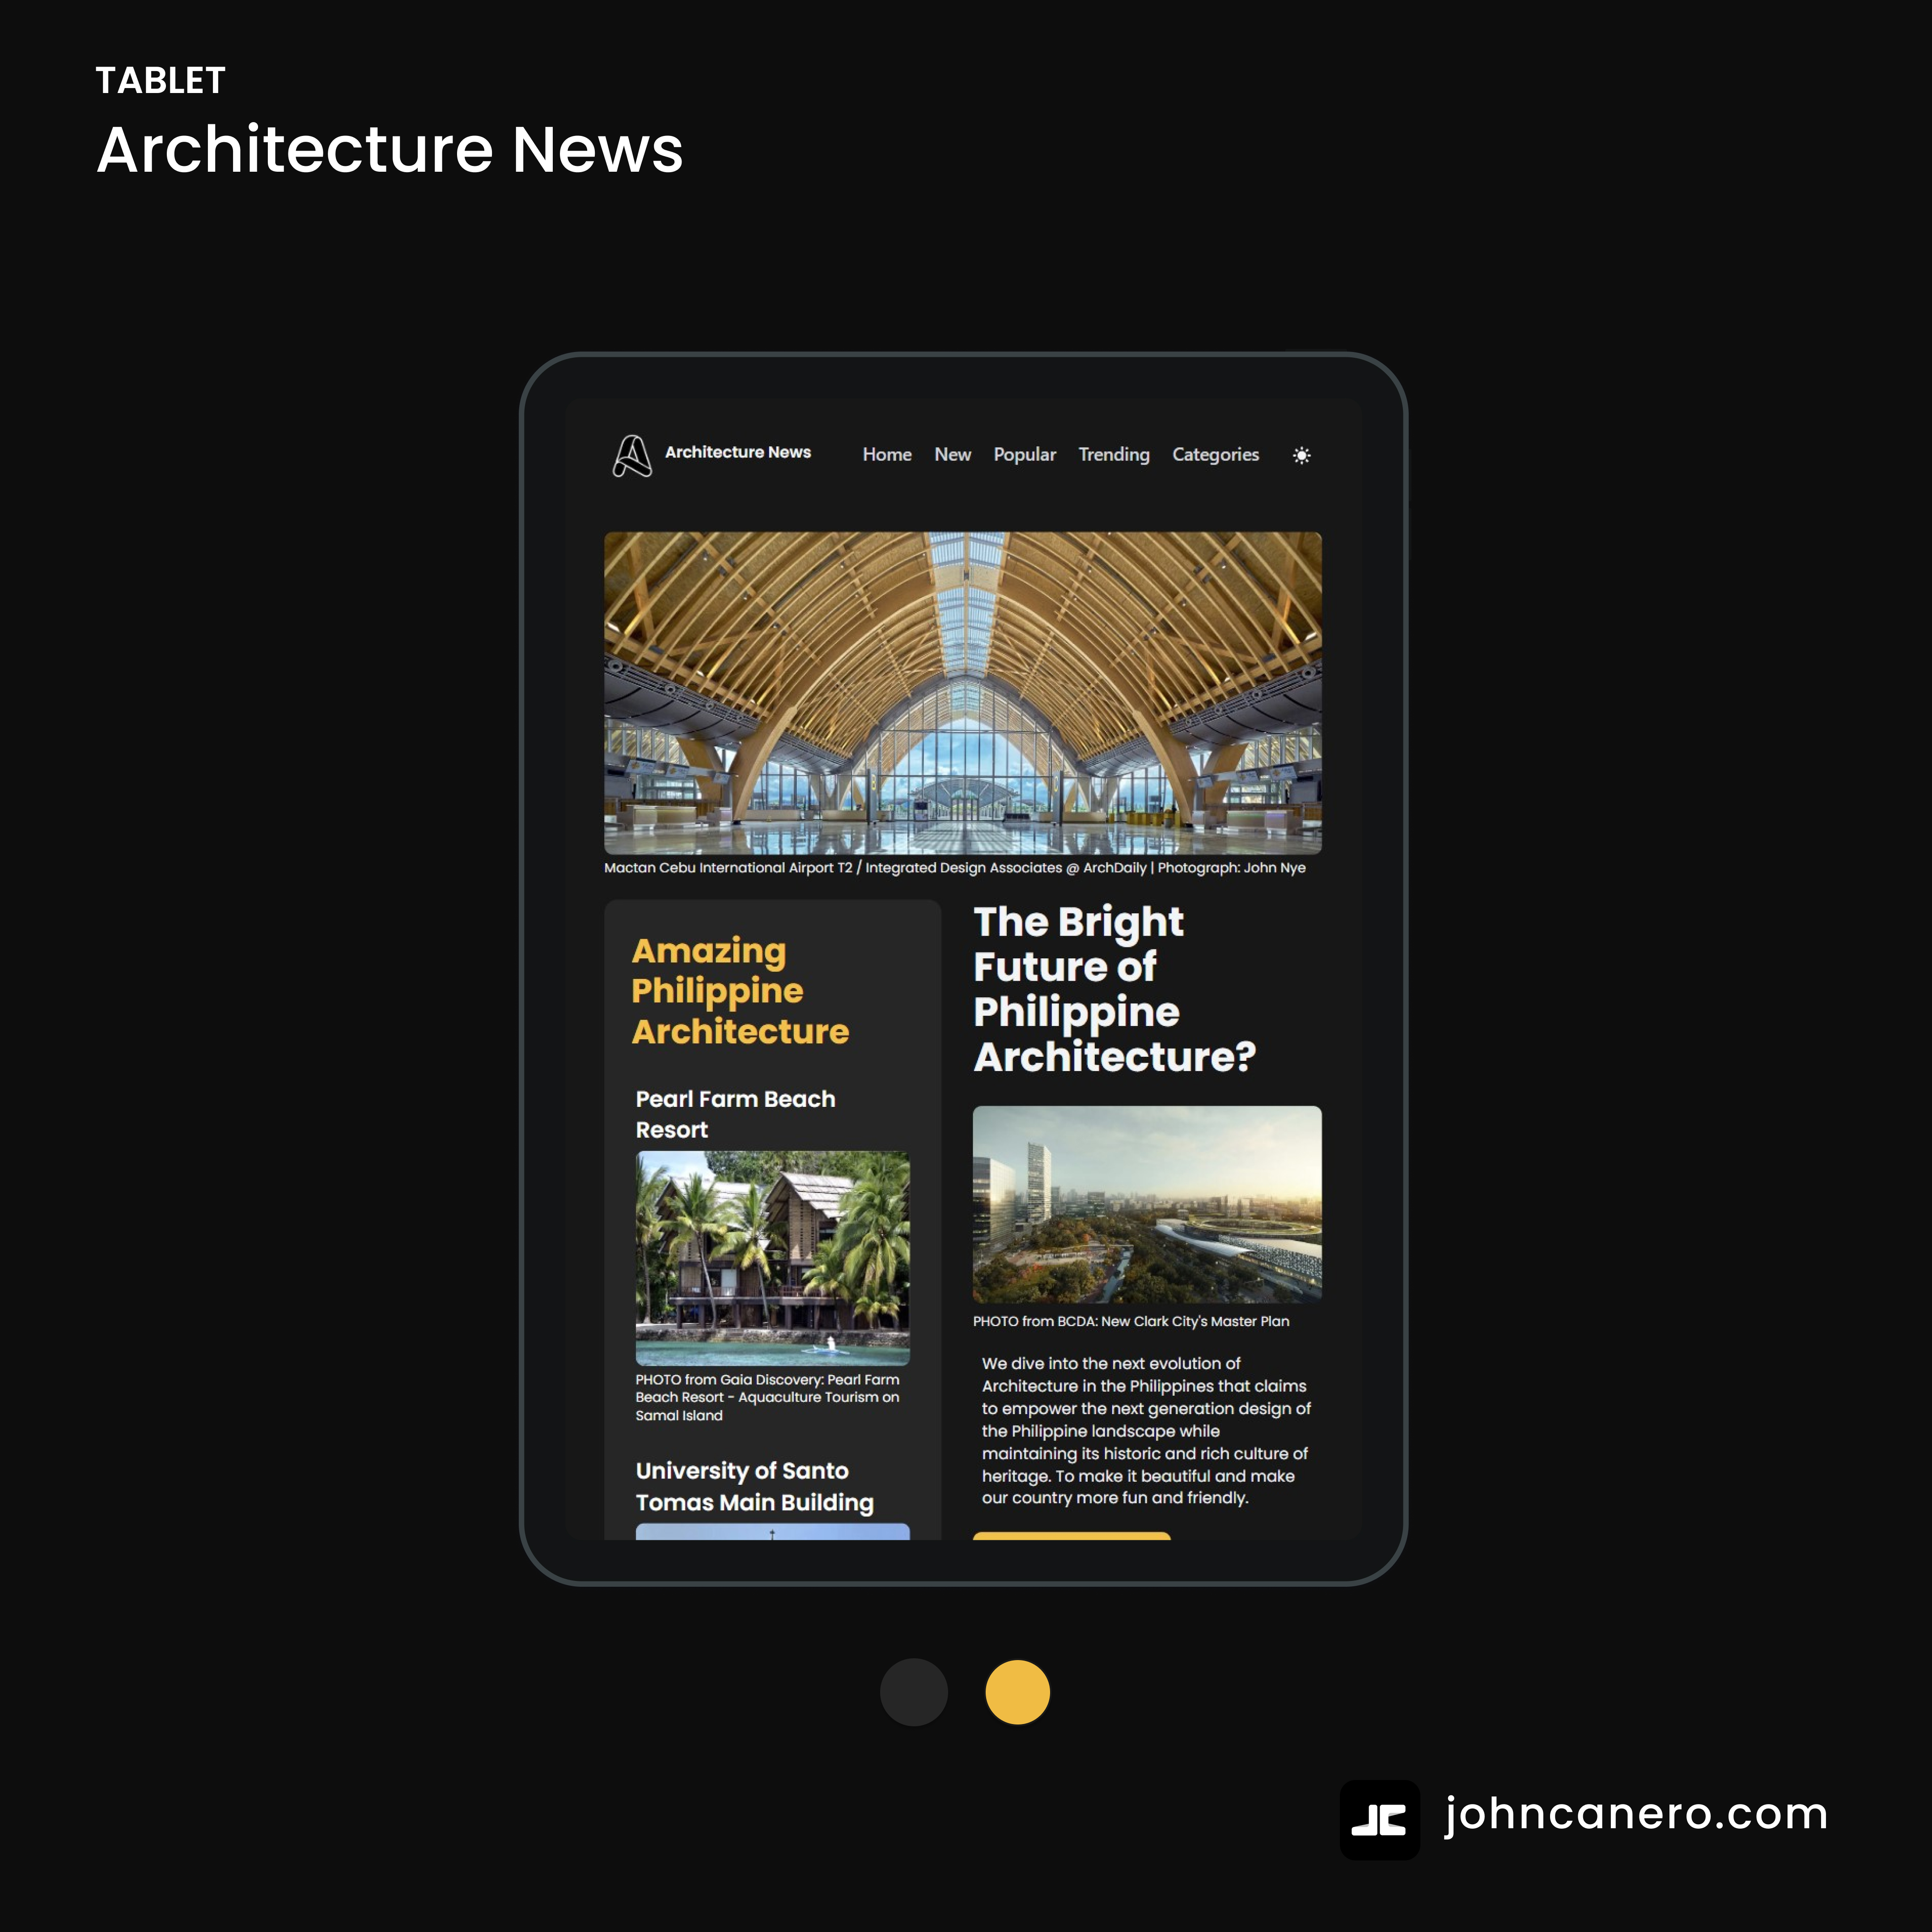 TABLET
Architecture News
Architecture News
Home New Popular Trending Categories
Mactan Cebu International Airport T2 / Integrated Design Associates @ ArchDaily | Photograph: John Nye
Amazing
Philippine
Architecture
Pearl Farm Beach
Resort
PHOTO from Gaia Discovery: Pearl Farm
Beach Resort - Aquaculture Tourism on
Samal Island
University of Santo
Tomas Main Building
The Bright
Future of
Philippine
Architecture?
PHOTO from BCDA: New Clark City's Master Plan
We dive into the next evolution of
Architecture in the Philippines that claims
to empower the next generation design of
the Philippine landscape while
maintaining its historic and rich culture of
heritage. To make it beautiful and make
our country more fun and friendly.
JC
johncanero.com